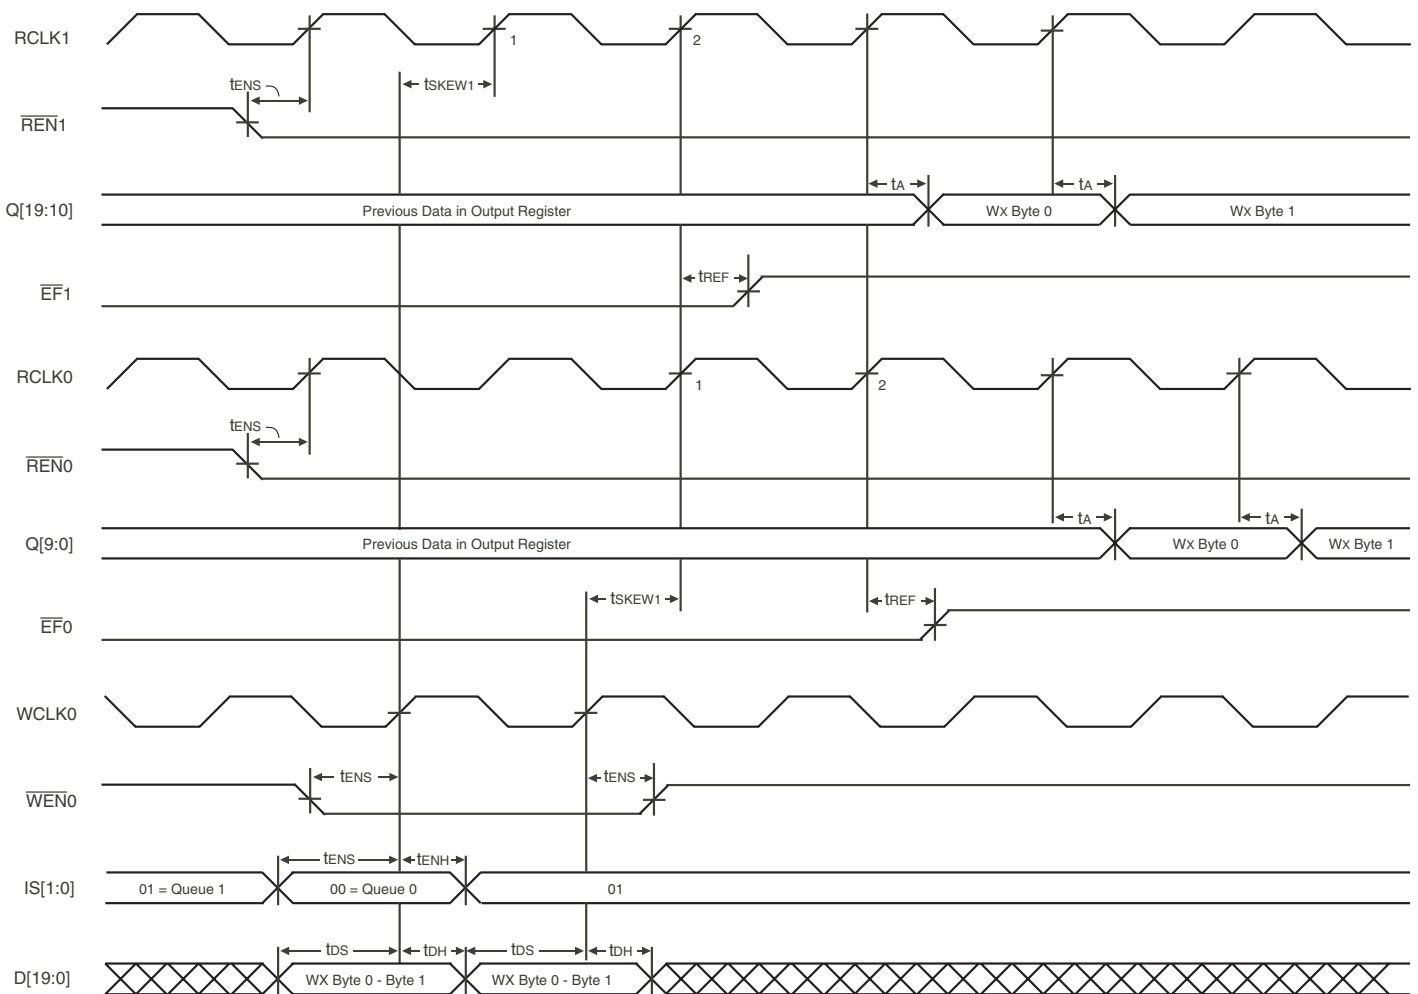 RCLK1
1
2
tENS
tSKEW1
REN1
tA
tA
Q[19:10]
Previous Data in Output Register
WX Byte 0
WX Byte 1
tREF
EF1
RCLK0
1
2
tENS
REN0
tA
tA
Q[9:0]
Previous Data in Output Register
WX Byte 0
WX Byte 1
tSKEW1
tREF
EF0
WCLK0
tENS
tENS
WEN0
tENS
tENH
IS[1:0]
01 = Queue 1
00 = Queue 0
01
tDS
tDH
tDS
tDH
D[19:0]
WX Byte 0 - Byte 1
WX Byte 0 - Byte 1